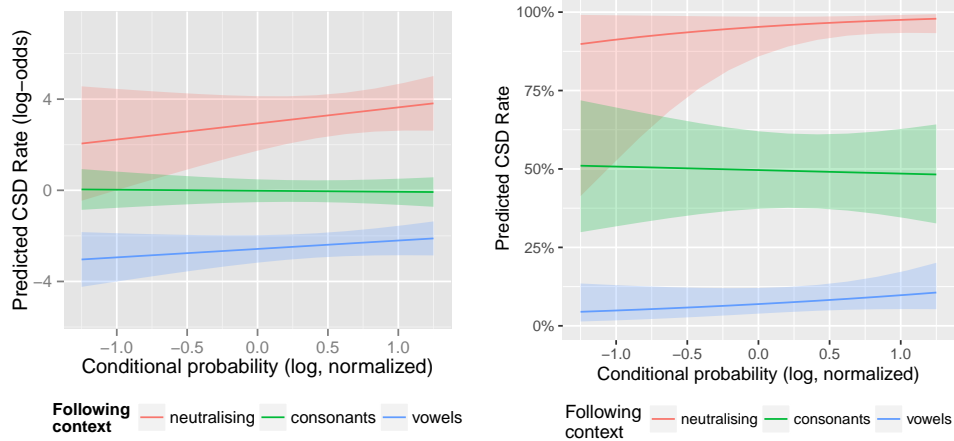 Predicted CSD Rate (log−odds)
4
0
−4
−1.0 −0.5 0.0 0.5 1.0
Conditional probability (log, normalized)
Following
context
neutralising consonants vowels
Predicted CSD Rate
100%
75%
50%
25%
0%
−1.0 −0.5 0.0 0.5 1.0
Conditional probability (log, normalized)
Following
context
neutralising consonants vowels